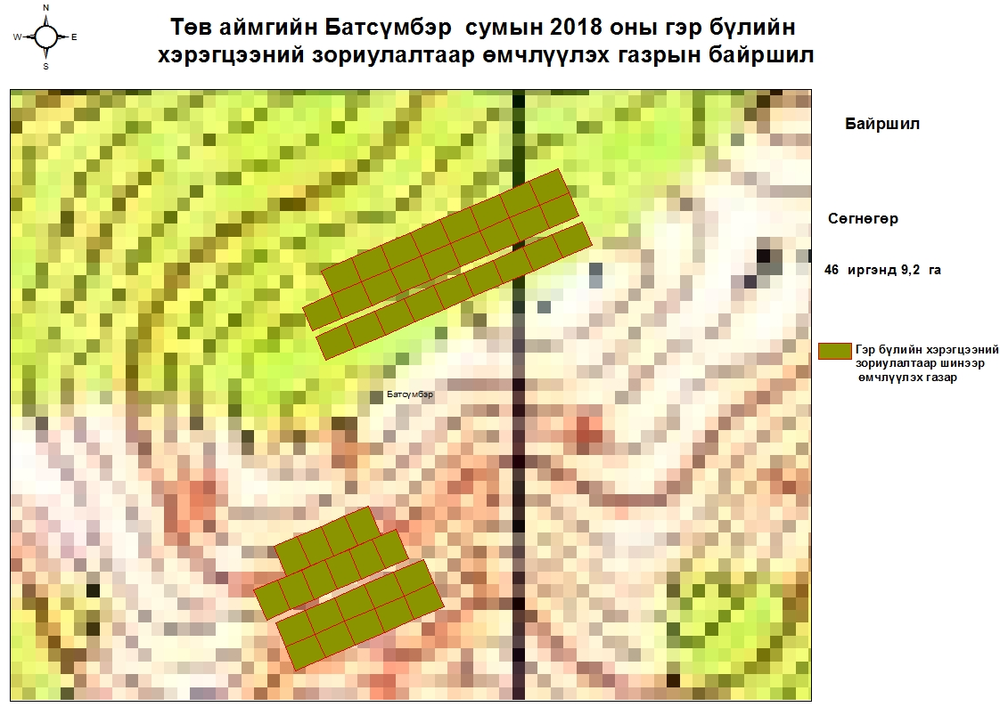 N
W E
S
Төв аймгийн Батсүмбэр сумын 2018 оны гэр бүлийн
хэрэгцээний зориулалтаар өмчлүүлэх газрын байршил
Байршил
Сөгнөгөр
46 иргэнд 9,2 га
Гэр бүлийн хэрэгцээний
зориулалтаар шинээр
өмчлүүлэх газар
Батсүмбэр